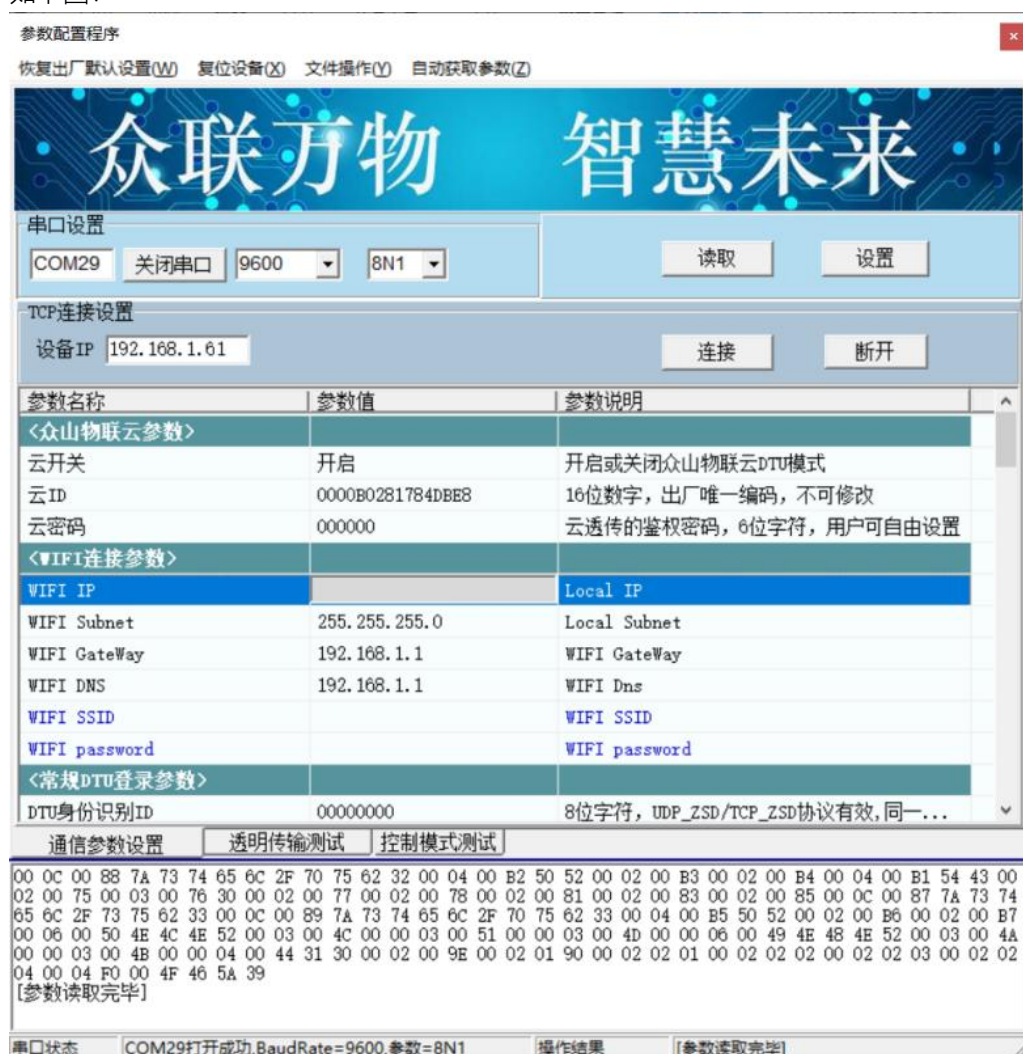 参数配置程序
恢复出厂默认设置(W) 复位设备(X) 文件操作(Y) 自动获取参数(Z)
众联万物 智慧未来
串口设置
COM29 关闭串口 9600 8N1 读取 设置
TCP连接设置
设备IP 192.168.1.61 连接 断开
参数名称 参数值 参数说明
<众山物联云参数>
云开关 开启 开启或关闭众山物联云DTU模式
云ID 0000B0281784DBE8 16位数字，出厂唯一编码，不可修改
云密码 000000 云透传的鉴权密码，6位字符，用户可自由设置
<WIFI连接参数>
WIFI IP Local IP
WIFI Subnet 255.255.255.0 Local Subnet
WIFI GateWay 192.168.1.1 WIFI GateWay
WIFI DNS 192.168.1.1 WIFI Dns
WIFI SSID WIFI SSID
WIFI password WIFI password
<常规DTU登录参数>
DTU身份识别ID 00000000 8位字符，UDP_ZSD/TCP_ZSD协议有效,同一...
通信参数设置 透明传输测试 控制模式测试
00 0C 00 88 7A 73 74 65 6C 2F 70 75 62 32 00 04 00 B2 50 52 00 02 00 B3 00 02 00 B4 00 04 00 B1 54 43 00
02 00 75 00 03 00 76 30 00 02 00 77 00 02 00 78 00 02 00 81 00 02 00 83 00 02 00 85 00 0C 00 87 7A 73 74
65 6C 2F 73 75 62 33 00 0C 00 89 7A 73 74 65 6C 2F 70 75 62 33 00 04 00 B5 50 52 00 02 00 B6 00 02 00 B7
00 06 00 50 4E 4C 4E 52 00 03 00 4C 00 00 03 00 51 00 00 03 00 4D 00 00 06 00 49 4E 48 4E 52 00 03 00 4A
00 00 03 00 4B 00 00 04 00 44 31 30 00 02 00 9E 00 02 01 90 00 02 02 01 00 02 02 02 00 02 02 03 00 02 02
04 00 04 F0 00 4F 46 5A 39
[参数读取完毕]
串口状态 COM29打开成功,BaudRate=9600,参数=8N1 操作结果 [参数读取完毕]